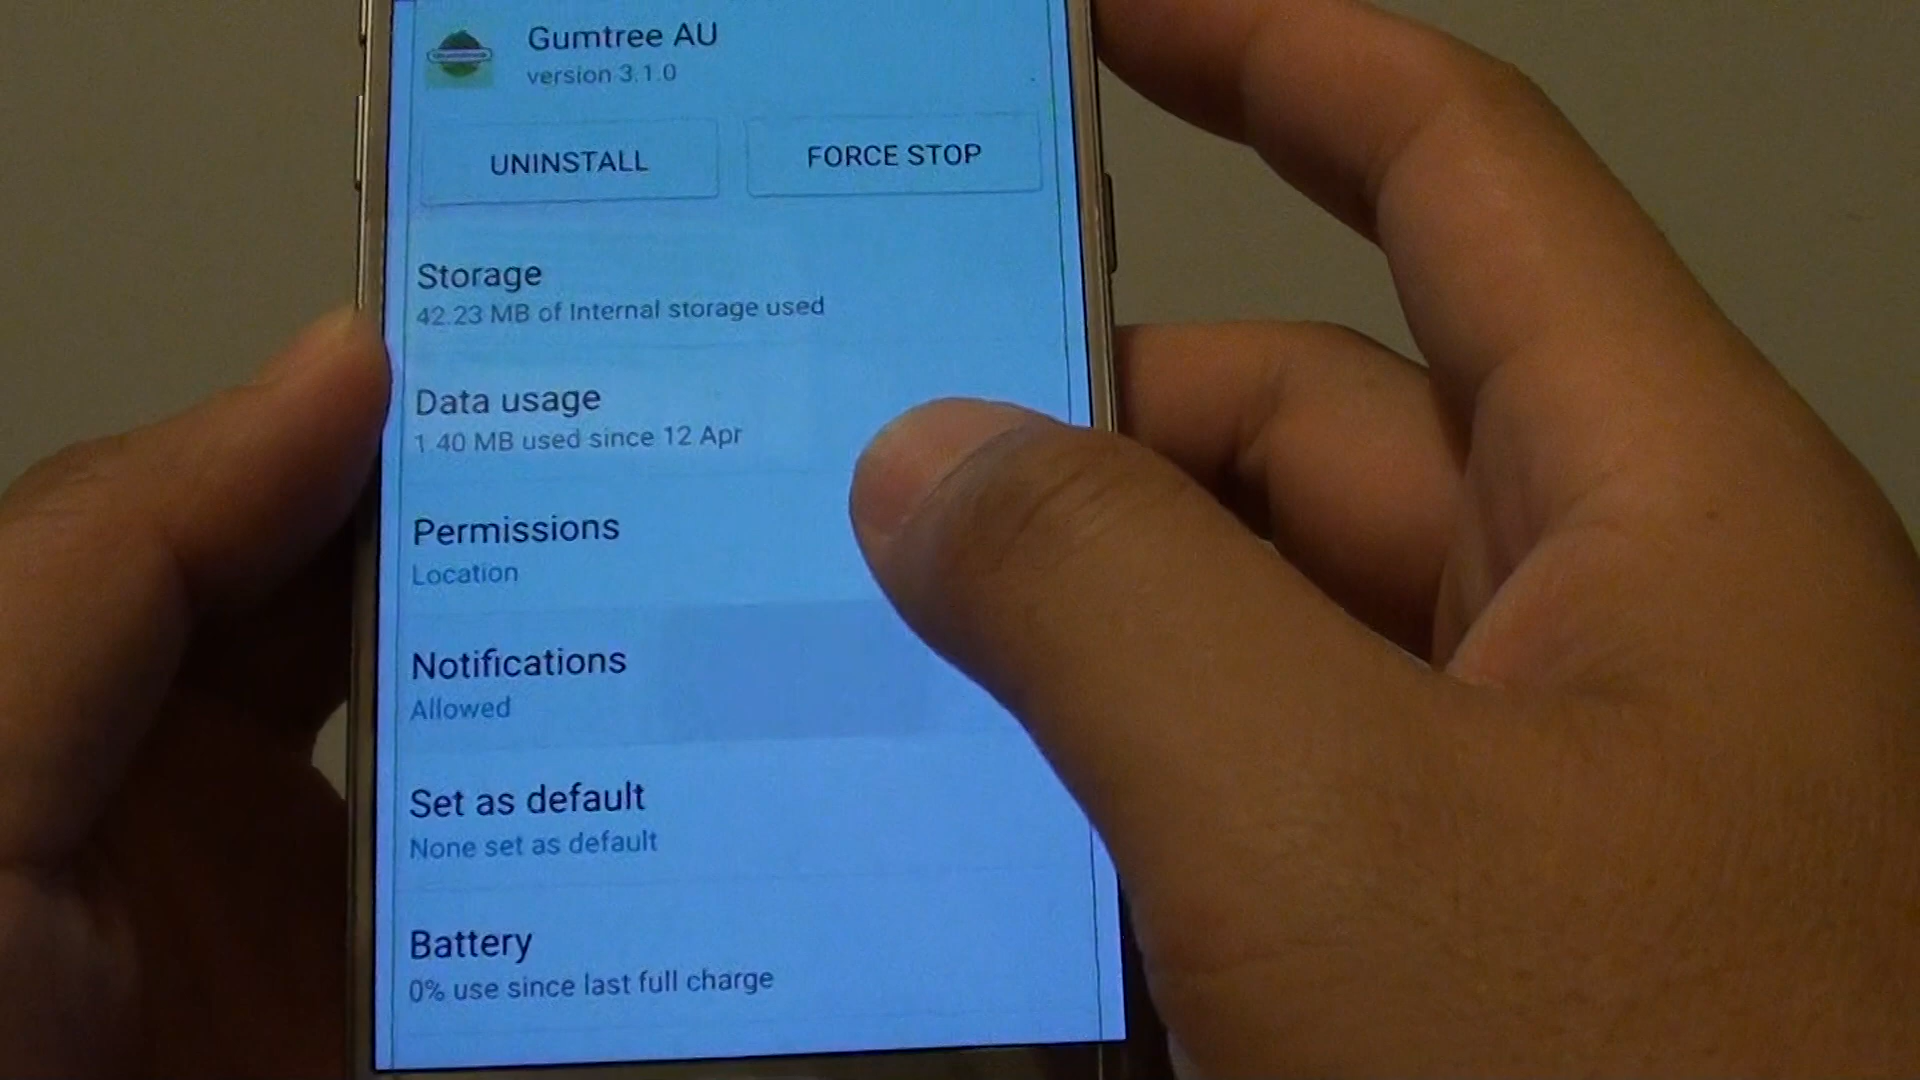 Gumtree AU
version 3.1.0
UNINSTALL
FORCE STOP
Storage
42.23 MB of Internal storage used
Data usage
1.40 MB used since 12 Apr
Permissions
Location
Notifications
Allowed
Set as default
None set as default
Battery
0% use since last full charge